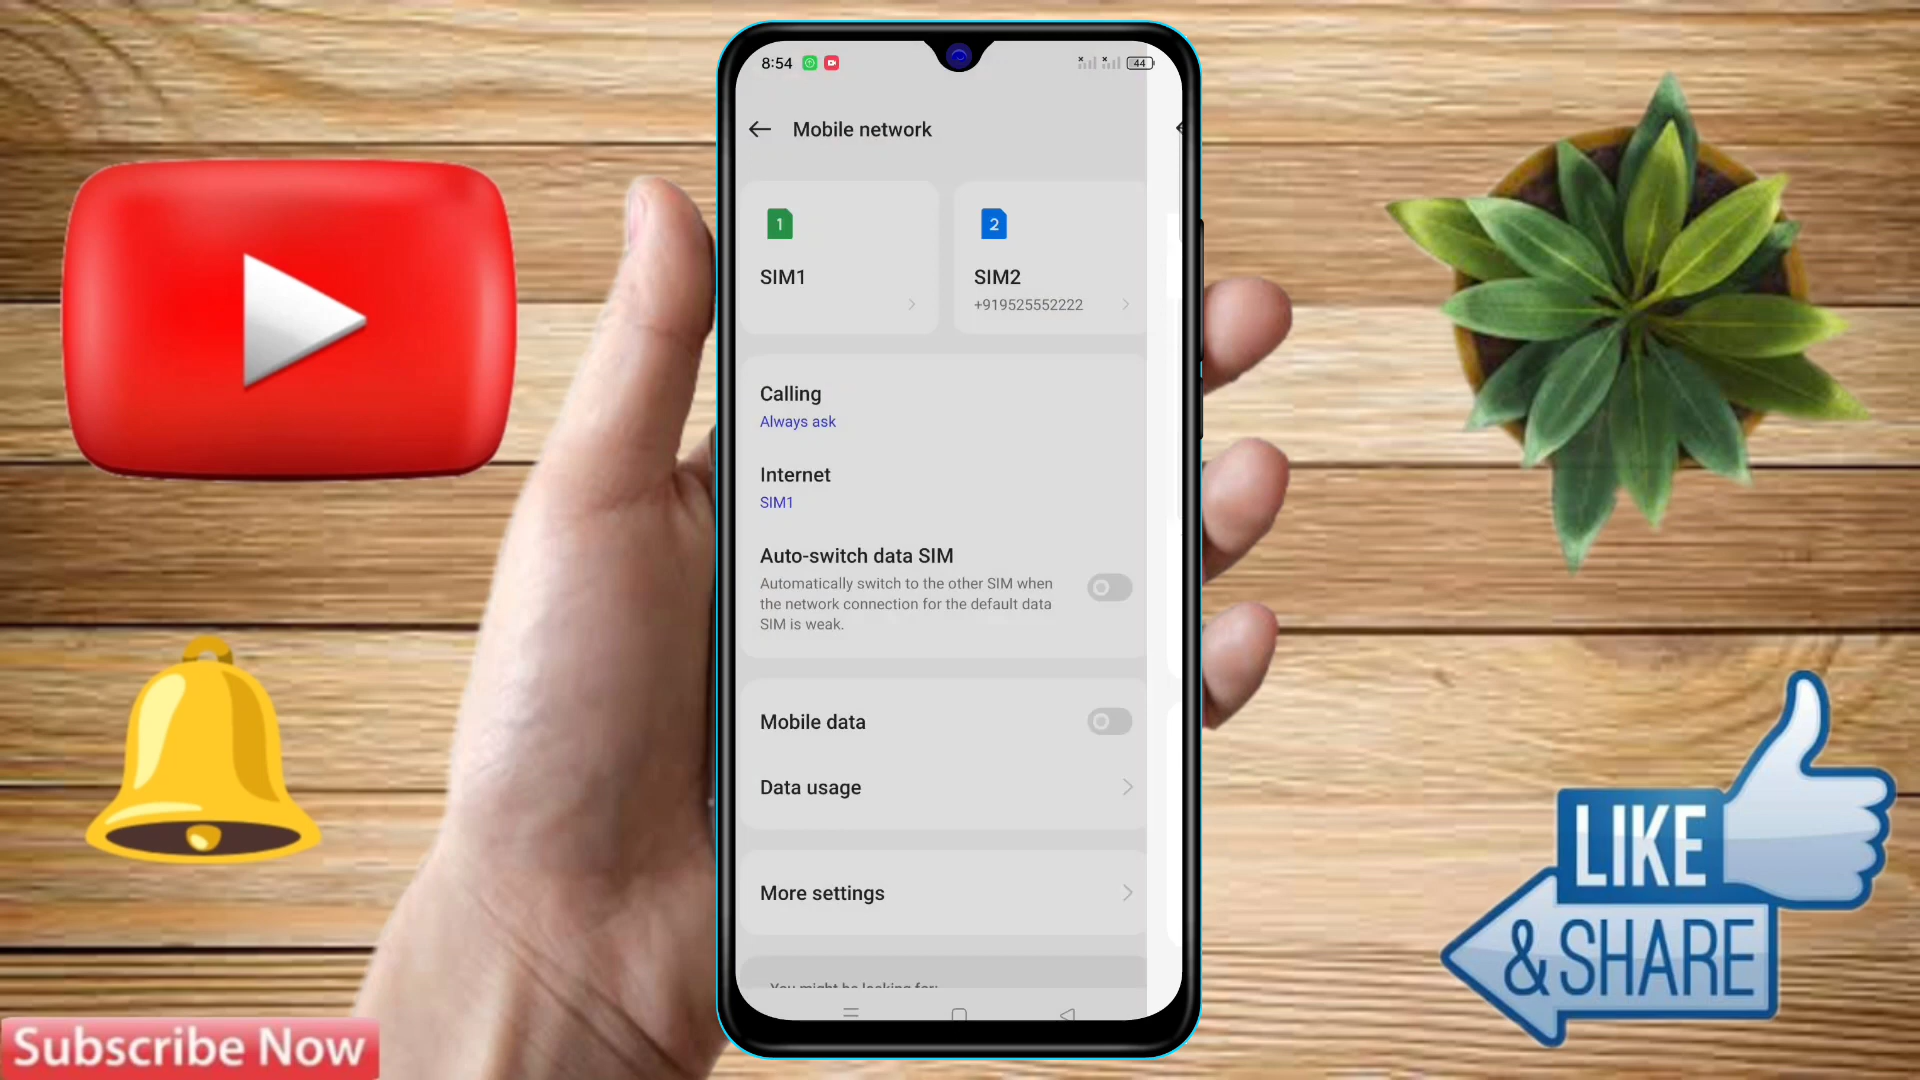 8:54
44
Mobile network
1
2
SIM1
SIM2
+919525552222
Calling
Always ask
Internet
SIM1
Auto-switch data SIM
Automatically switch to the other SIM when
the network connection for the default data
SIM is weak.
Mobile data
Data usage
More settings
You might be looking for:
LIKE
& SHARE
Subscribe Now